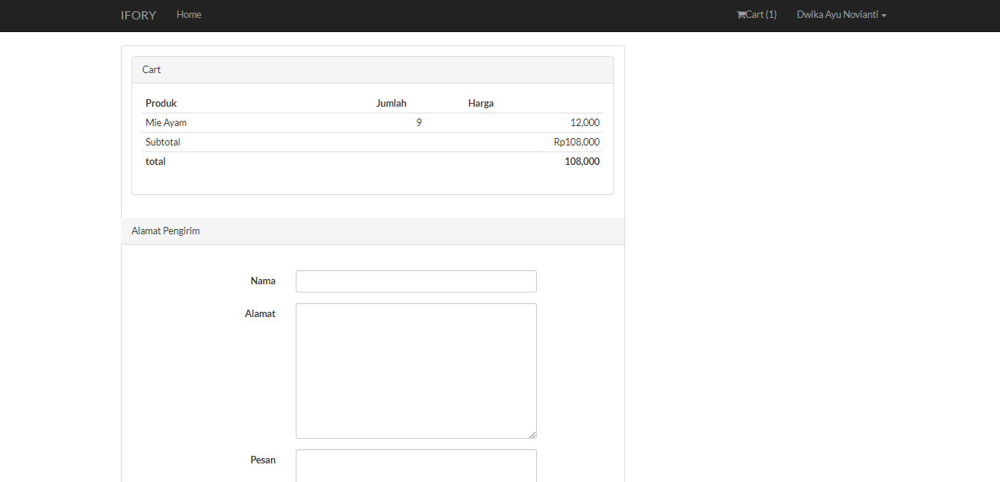 IFORY Home Cart (1) Dwika Ayu Novianti
Cart
Produk Jumlah Harga
Mie Ayam 9 12,000
Subtotal Rp108,000
total 108,000
Alamat Pengirim
Nama
Alamat
Pesan